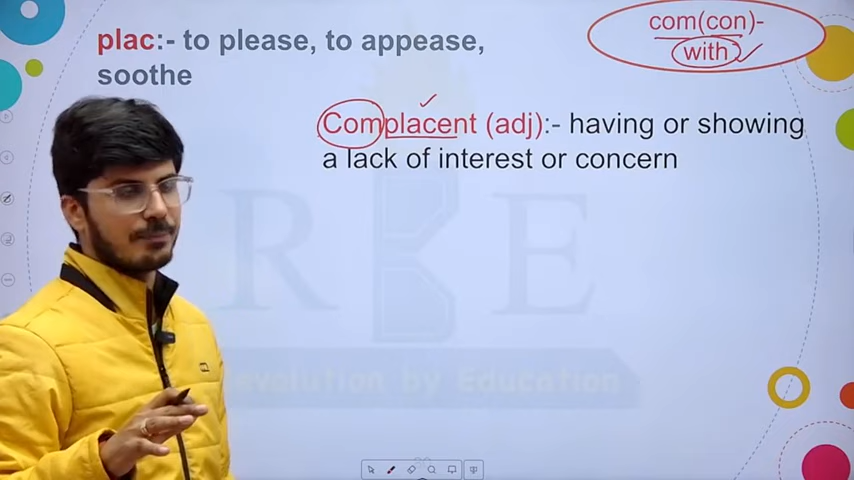 com(con)-
with
plac:- to please, to appease,
soothe
Complacent (adj):- having or showing
a lack of interest or concern
RBE
Revolution by Education